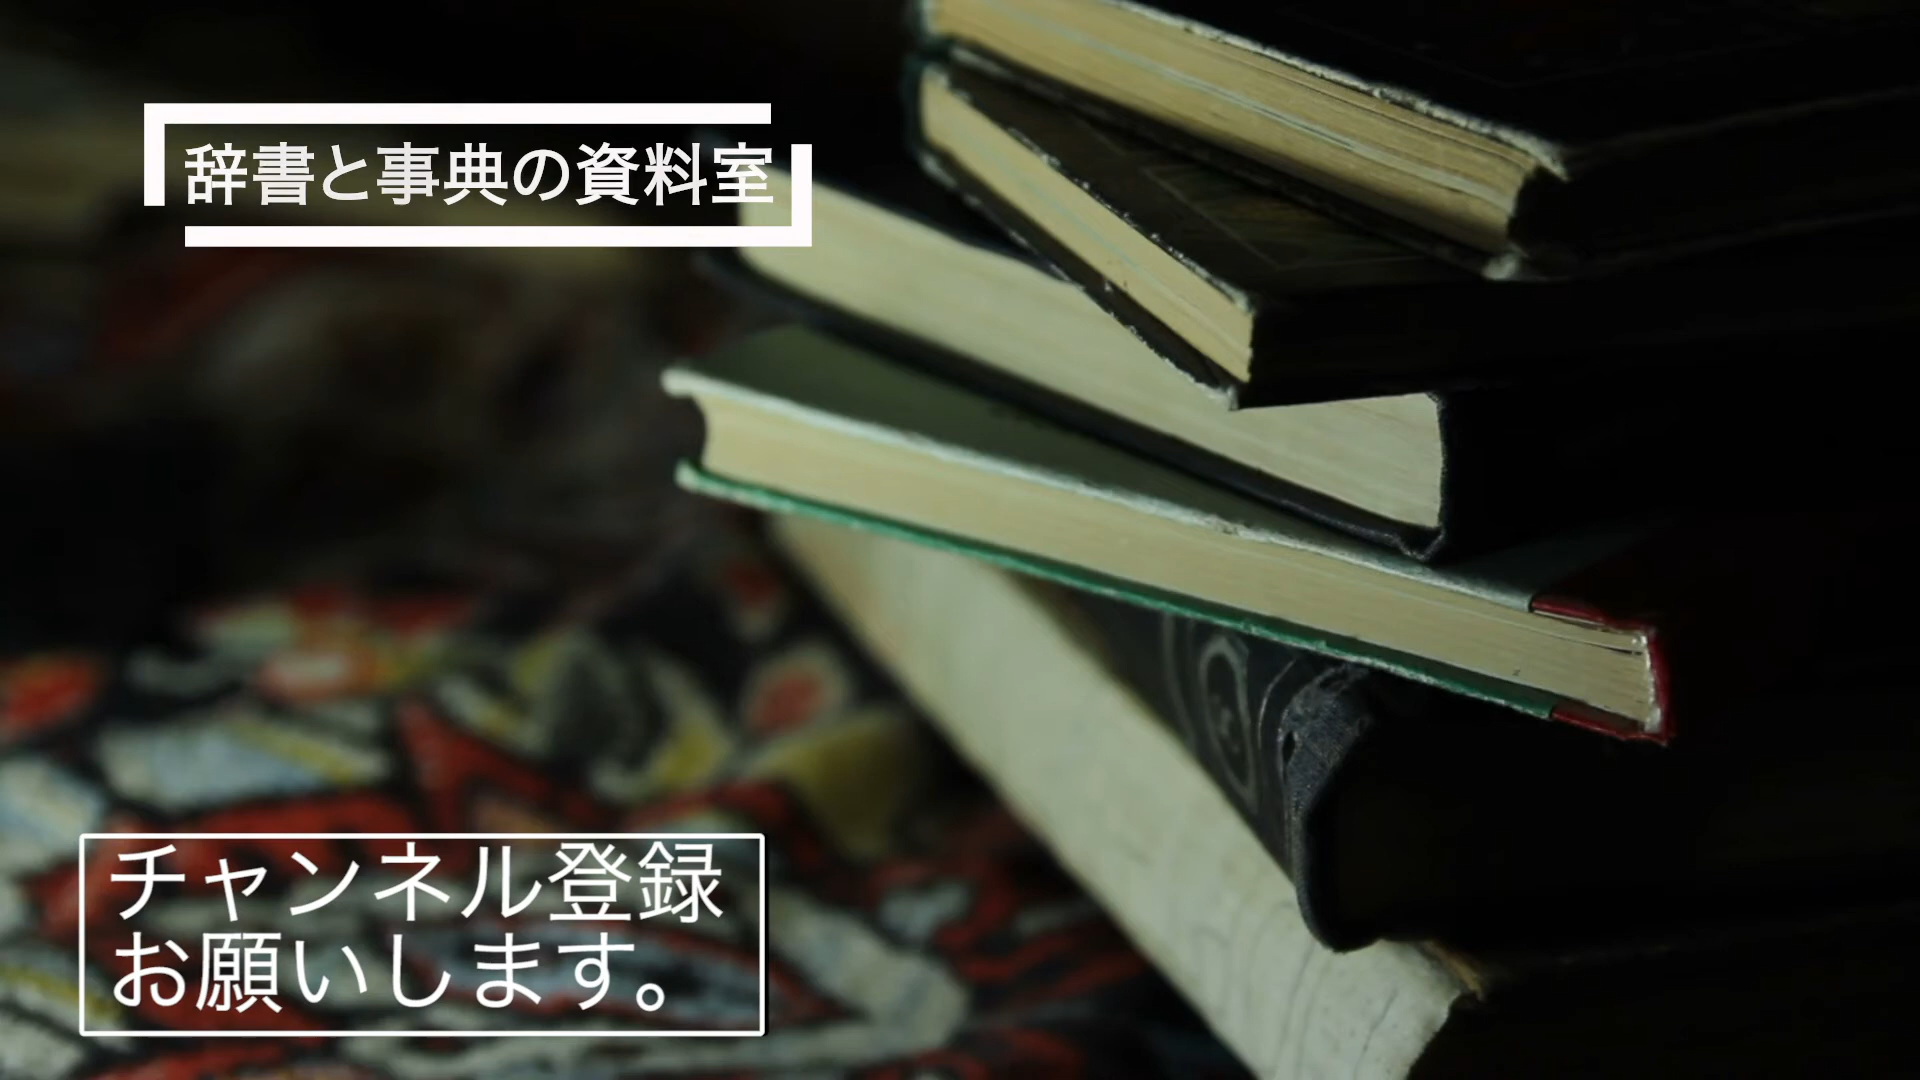 辞書と事典の資料室
チャンネル登録
お願いします。